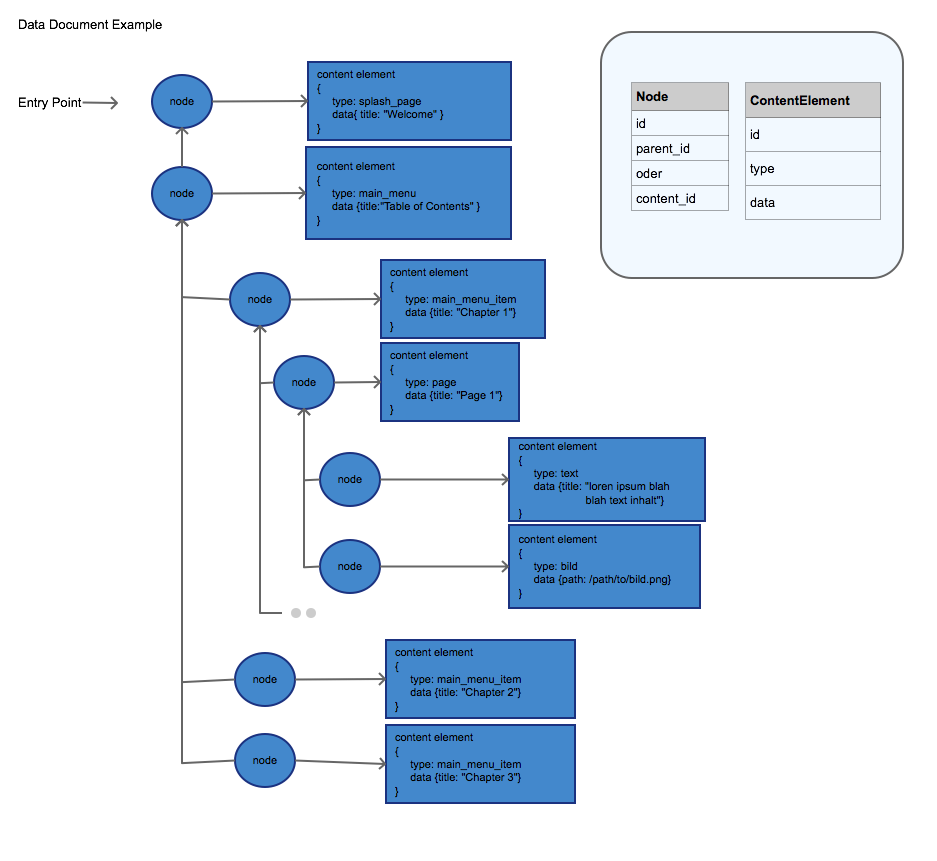 Data Document Example
Entry Point
node
content element
{
type: splash_page
data{ title: "Welcome" }
}
node
content element
{
type: main_menu
data {title:"Table of Contents" }
}
node
content element
{
type: main_menu_item
data {title: "Chapter 1"}
}
node
content element
{
type: page
data {title: "Page 1"}
}
node
content element
{
type: text
data {title: "loren ipsum blah
blah text inhalt"}
}
node
content element
{
type: bild
data {path: /path/to/bild.png}
}
node
content element
{
type: main_menu_item
data {title: "Chapter 2"}
}
node
content element
{
type: main_menu_item
data {title: "Chapter 3"}
}
Node
id
parent_id
oder
content_id
ContentElement
id
type
data